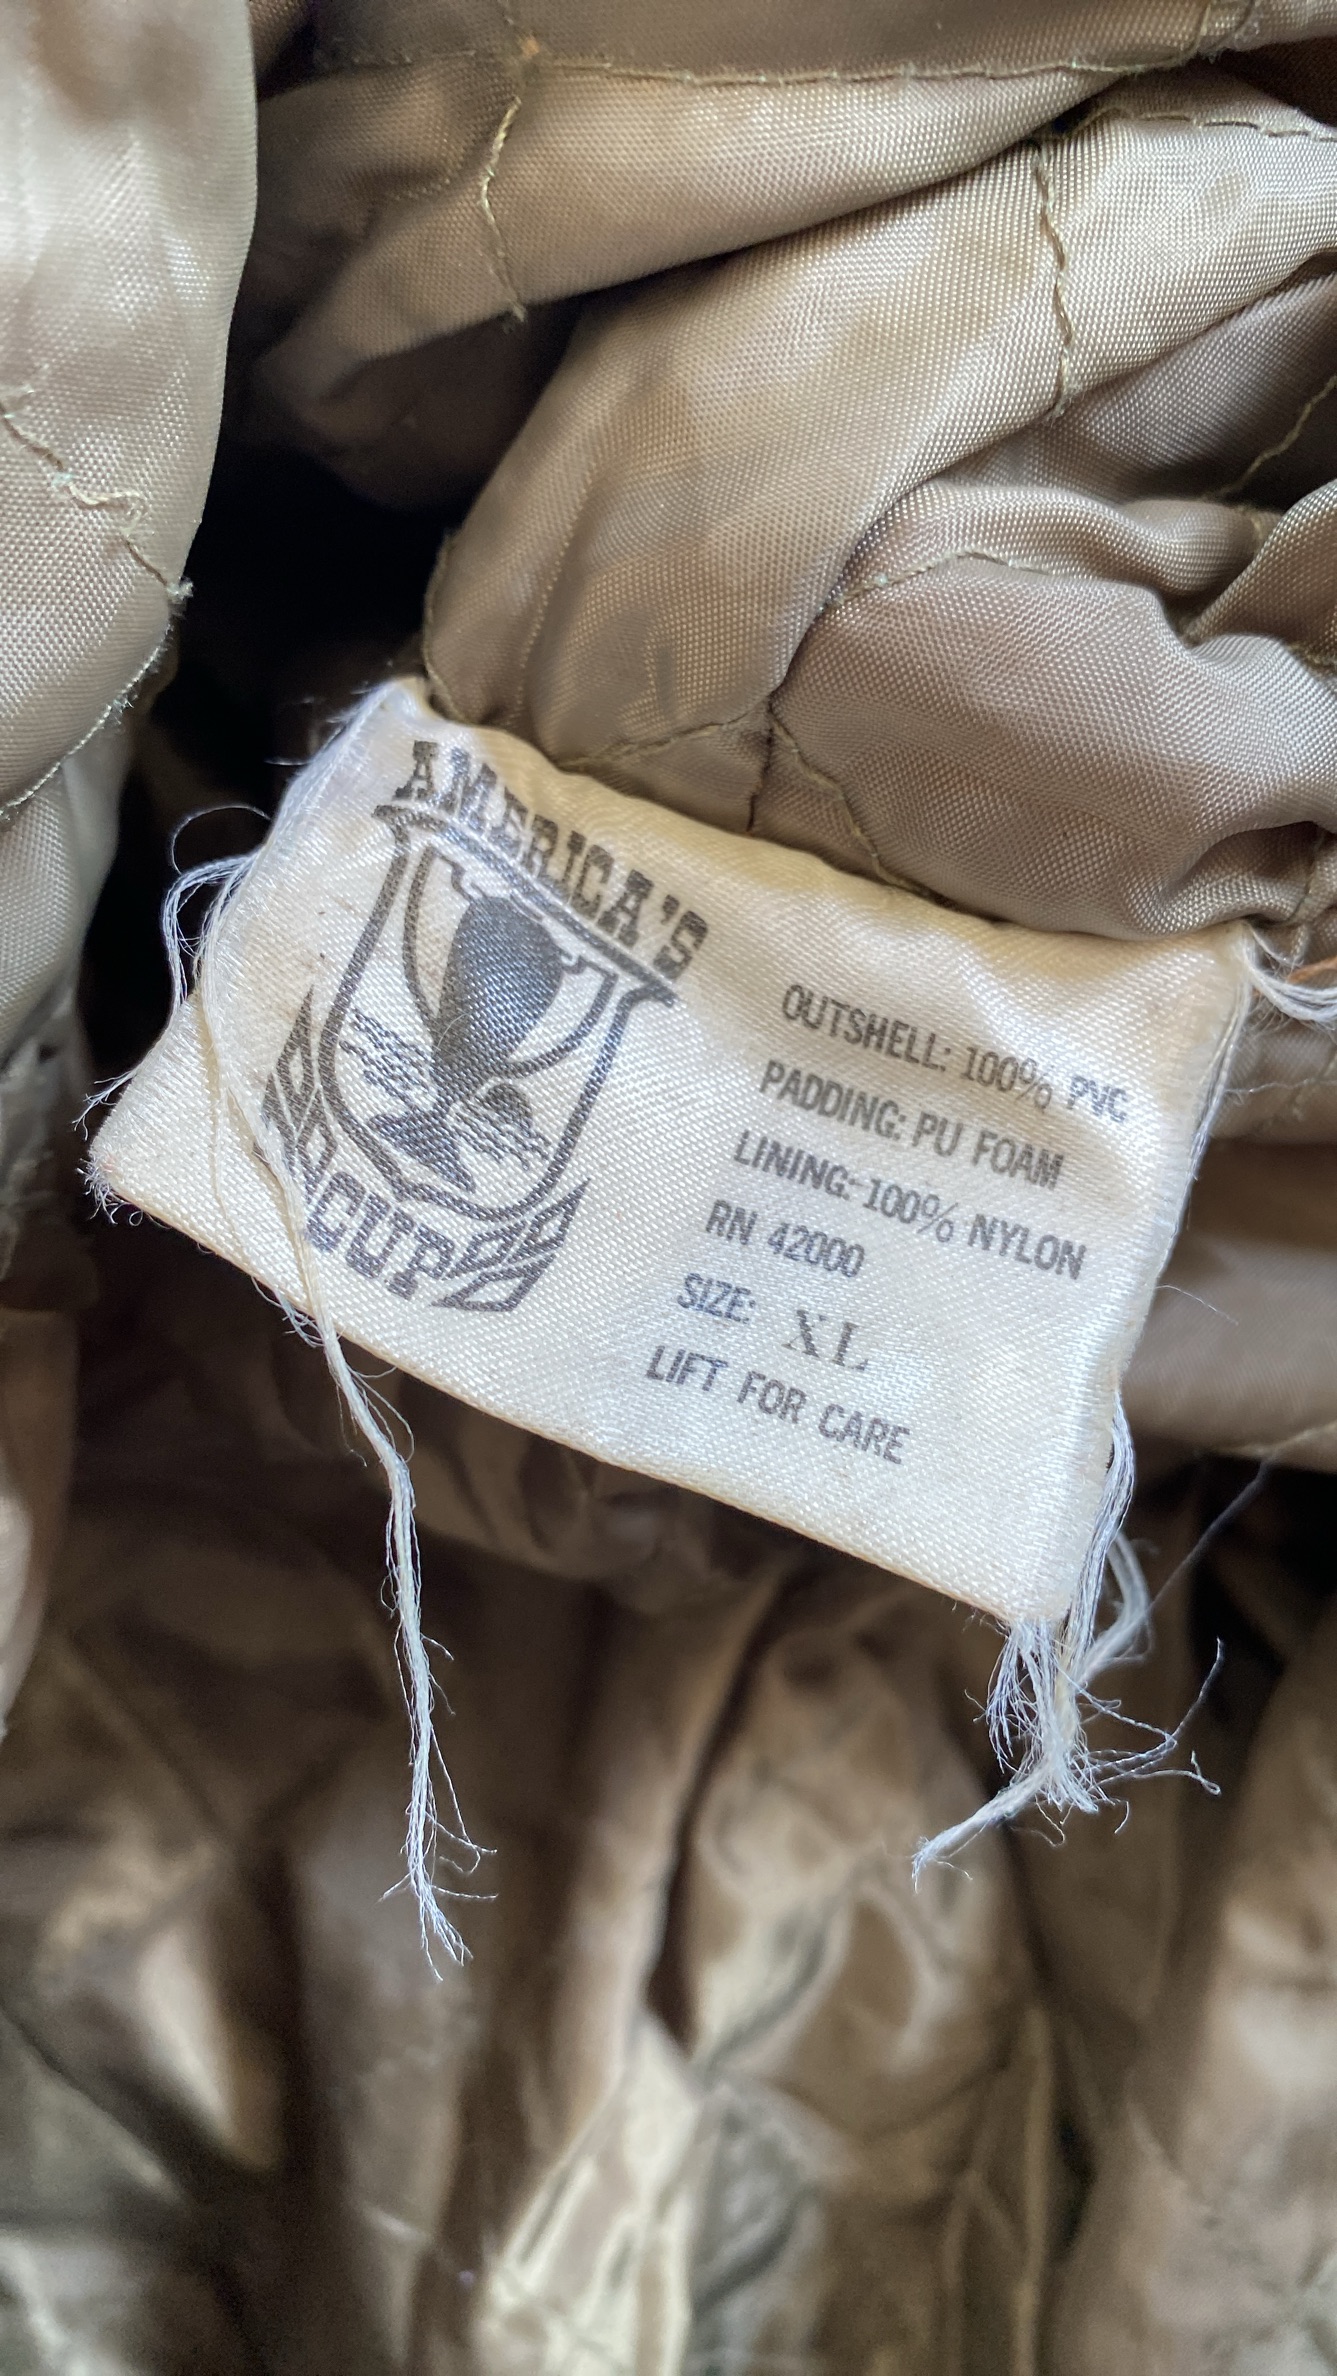 AMERICA'S
CUP
OUTSHELL: 100% PVC
PADDING: PU FOAM
LINING: 100% NYLON
RN 42000
SIZE: XL
LIFT FOR CARE